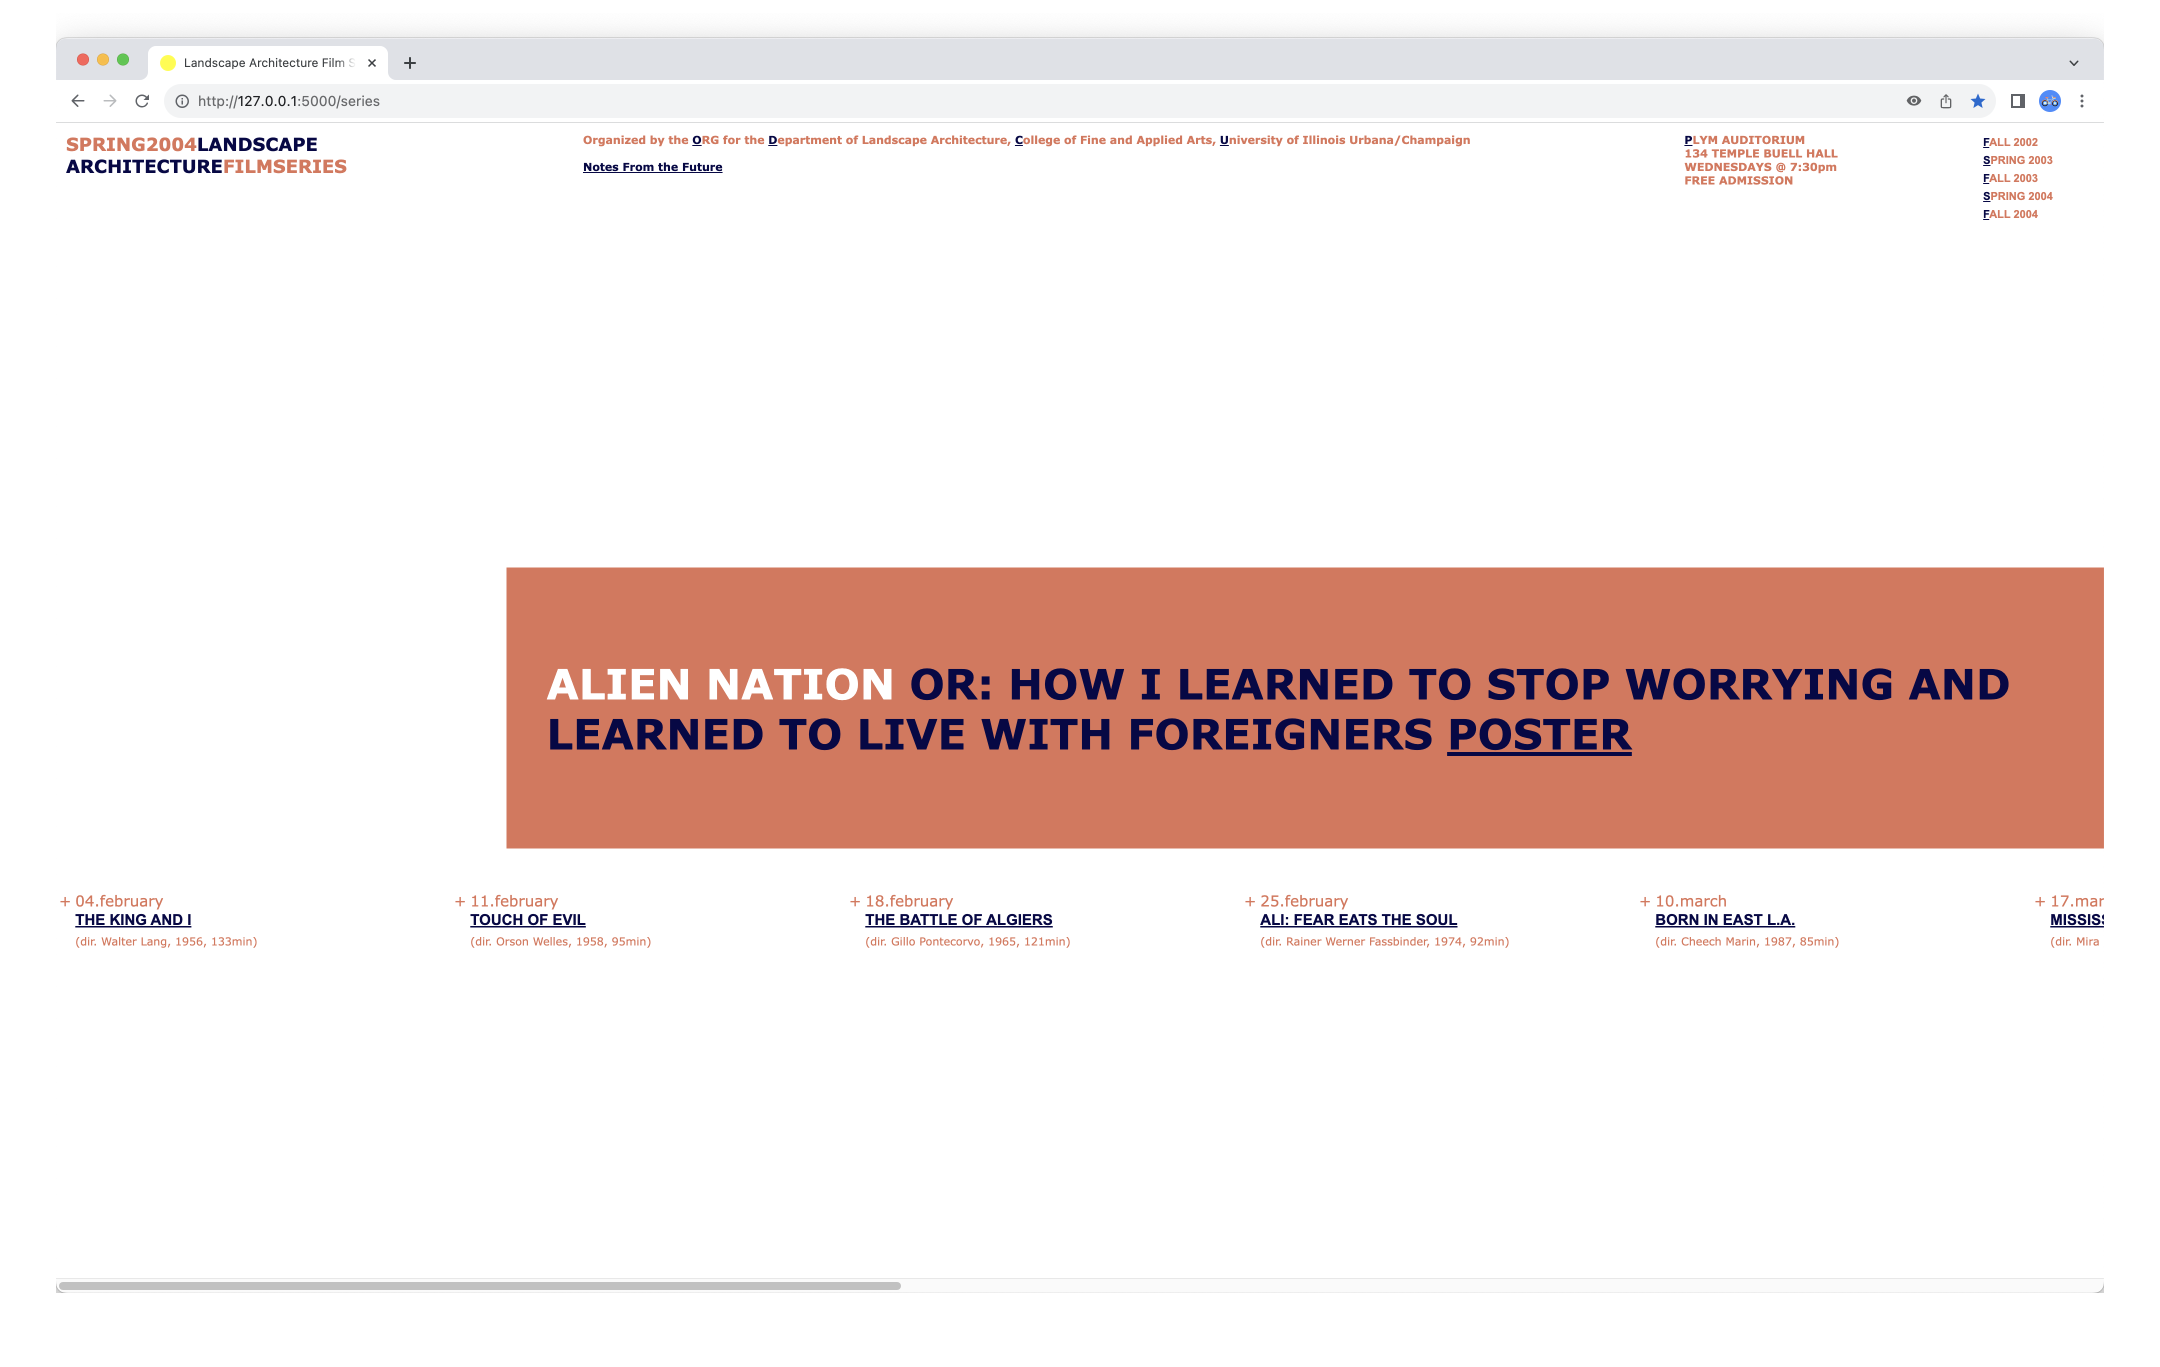 Landscape Architecture Film S
http://127.0.0.1:5000/series
SPRING2004LANDSCAPE
ARCHITECTUREFILMSERIES
Organized by the ORG for the Department of Landscape Architecture, College of Fine and Applied Arts, University of Illinois Urbana/Champaign
Notes From the Future
PLYM AUDITORIUM
134 TEMPLE BUELL HALL
WEDNESDAYS @ 7:30pm
FREE ADMISSION
FALL 2002
SPRING 2003
FALL 2003
SPRING 2004
FALL 2004
ALIEN NATION OR: HOW I LEARNED TO STOP WORRYING AND
LEARNED TO LIVE WITH FOREIGNERS POSTER
+ 04.february
THE KING AND I
(dir. Walter Lang, 1956, 133min)
+ 11.february
TOUCH OF EVIL
(dir. Orson Welles, 1958, 95min)
+ 18.february
THE BATTLE OF ALGIERS
(dir. Gillo Pontecorvo, 1965, 121min)
+ 25.february
ALI: FEAR EATS THE SOUL
(dir. Rainer Werner Fassbinder, 1974, 92min)
+ 10.march
BORN IN EAST L.A.
(dir. Cheech Marin, 1987, 85min)
+ 17.mar
MISSIS
(dir. Mira